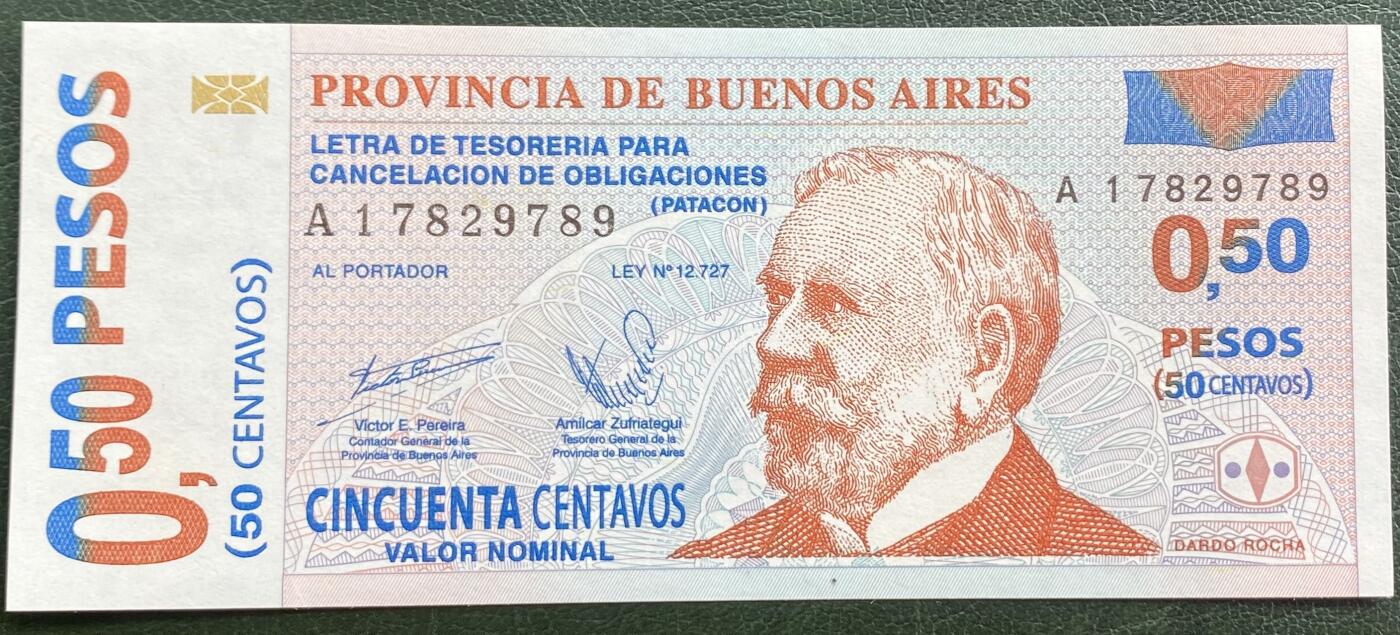 0,50 PESOS
(50 CENTAVOS)
PROVINCIA DE BUENOS AIRES
LETRA DE TESORERIA PARA
CANCELACION DE OBLIGACIONES
(PATACON)
A 17829789
A 17829789
AL PORTADOR
LEY Nº 12.727
0,50
PESOS
(50 CENTAVOS)
Víctor E. Pereira
Contador General de la
Provincia de Buenos Aires
Amílcar Zufriategui
Tesorero General de la
Provincia de Buenos Aires
CINCUENTA CENTAVOS
VALOR NOMINAL
DARDO ROCHA